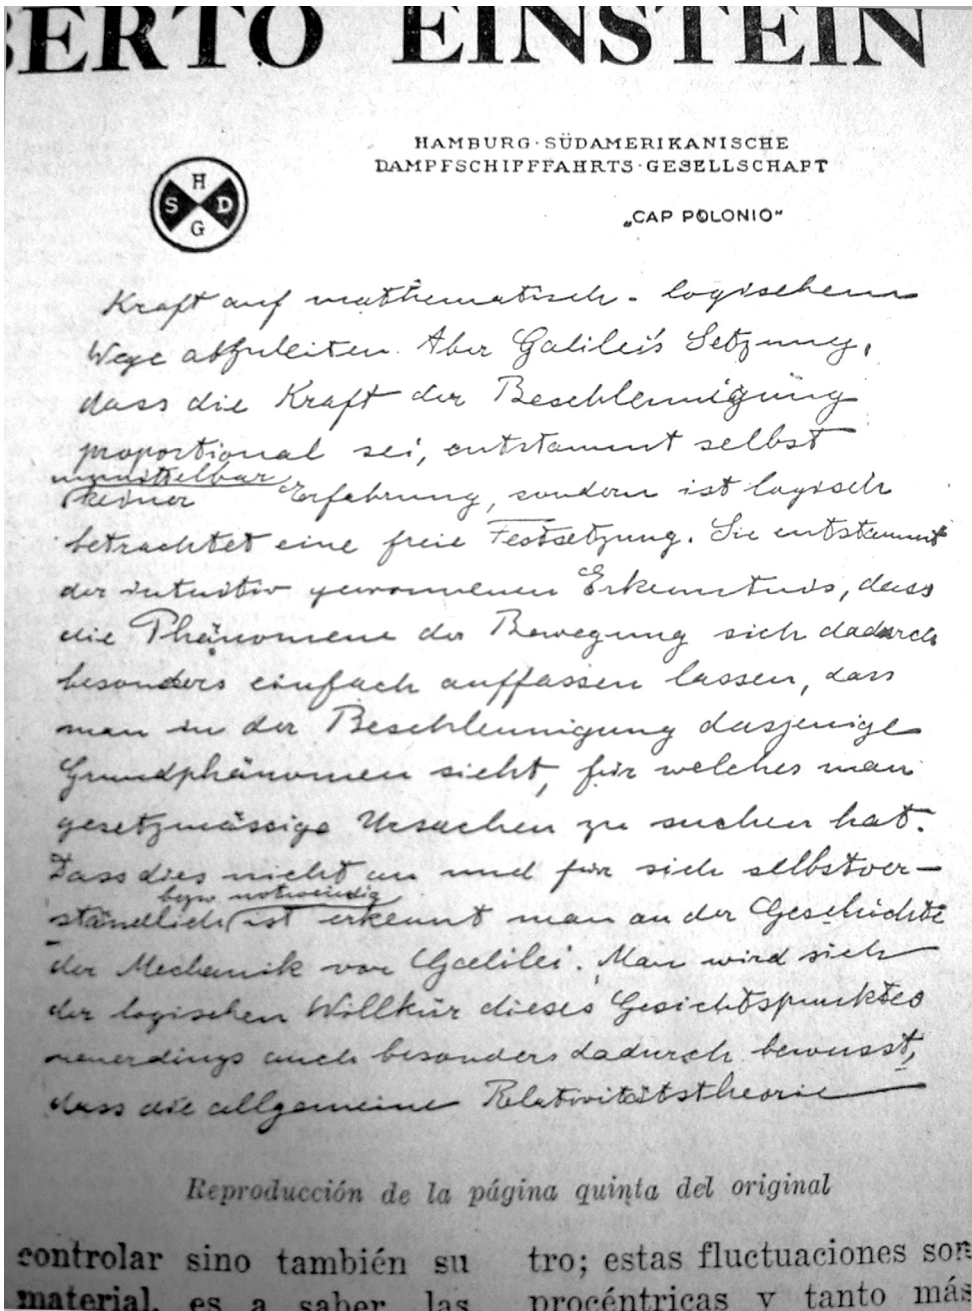 BERTO EINSTEIN
HAMBURG·SÜDAMERIKANISCHE
DAMPFSCHIFFFAHRTS·GESELLSCHAFT
H
S D
G
„CAP POLONIO"
Kraft auf mathematisch-logischem
Wege abzuleiten. Aber Galilei's Setzung,
dass die Kraft der Beschleunigung
proportional sei, entstammt selbst
unmittelbar
keiner Erfahrung, sondern ist logisch
betrachtet eine freie Festsetzung. Sie entstammt
der intuitiv gewonnenen Erkenntnis, dass
die Phänomene der Bewegung sich dadurch
besonders einfach auffassen lassen, dass
man in der Beschleunigung dasjenige
Grundphänomen sieht, für welches man
gesetzmässige Ursachen zu suchen hat.
Dass dies nicht an und für sich selbstver-
bezw. notwendig
ständlich ist erkennt man an der Geschichte
der Mechanik vor Galilei. Man wird sich
der logischen Willkür dieses Gesichtspunktes
neuerdings auch besonders dadurch bewusst,
dass die allgemeine Relativitätstheorie
Reproducción de la página quinta del original
controlar sino también su
material, es a saber las
tro; estas fluctuaciones son
procéntricas y tanto más